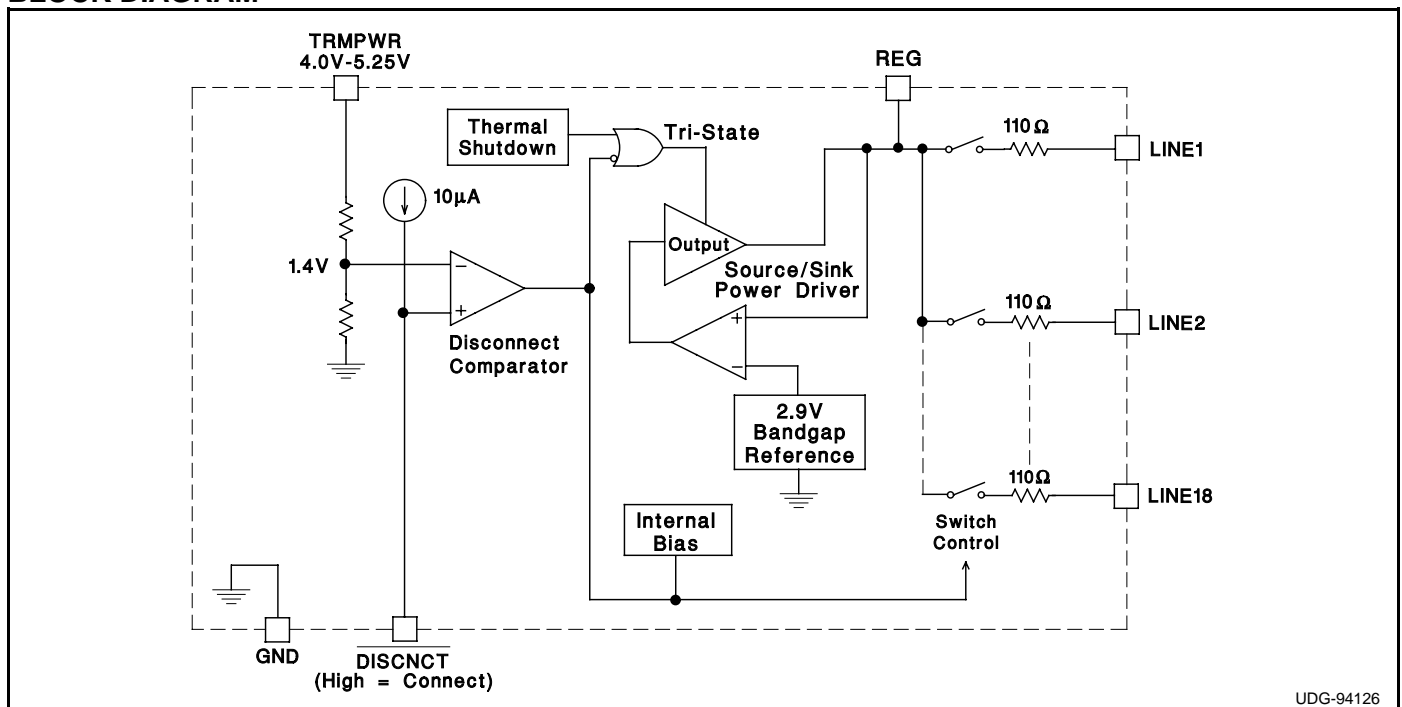 TRMPWR
4.0V-5.25V
REG
Thermal
Shutdown
Tri-State
110Ω
LINE1
10µA
Output
1.4V
−
+
Source/Sink
Power Driver
110Ω
LINE2
+
−
Disconnect
Comparator
2.9V
Bandgap
Reference
110Ω
LINE18
Internal
Bias
Switch
Control
GND
DISCNCT
(High = Connect)
UDG-94126